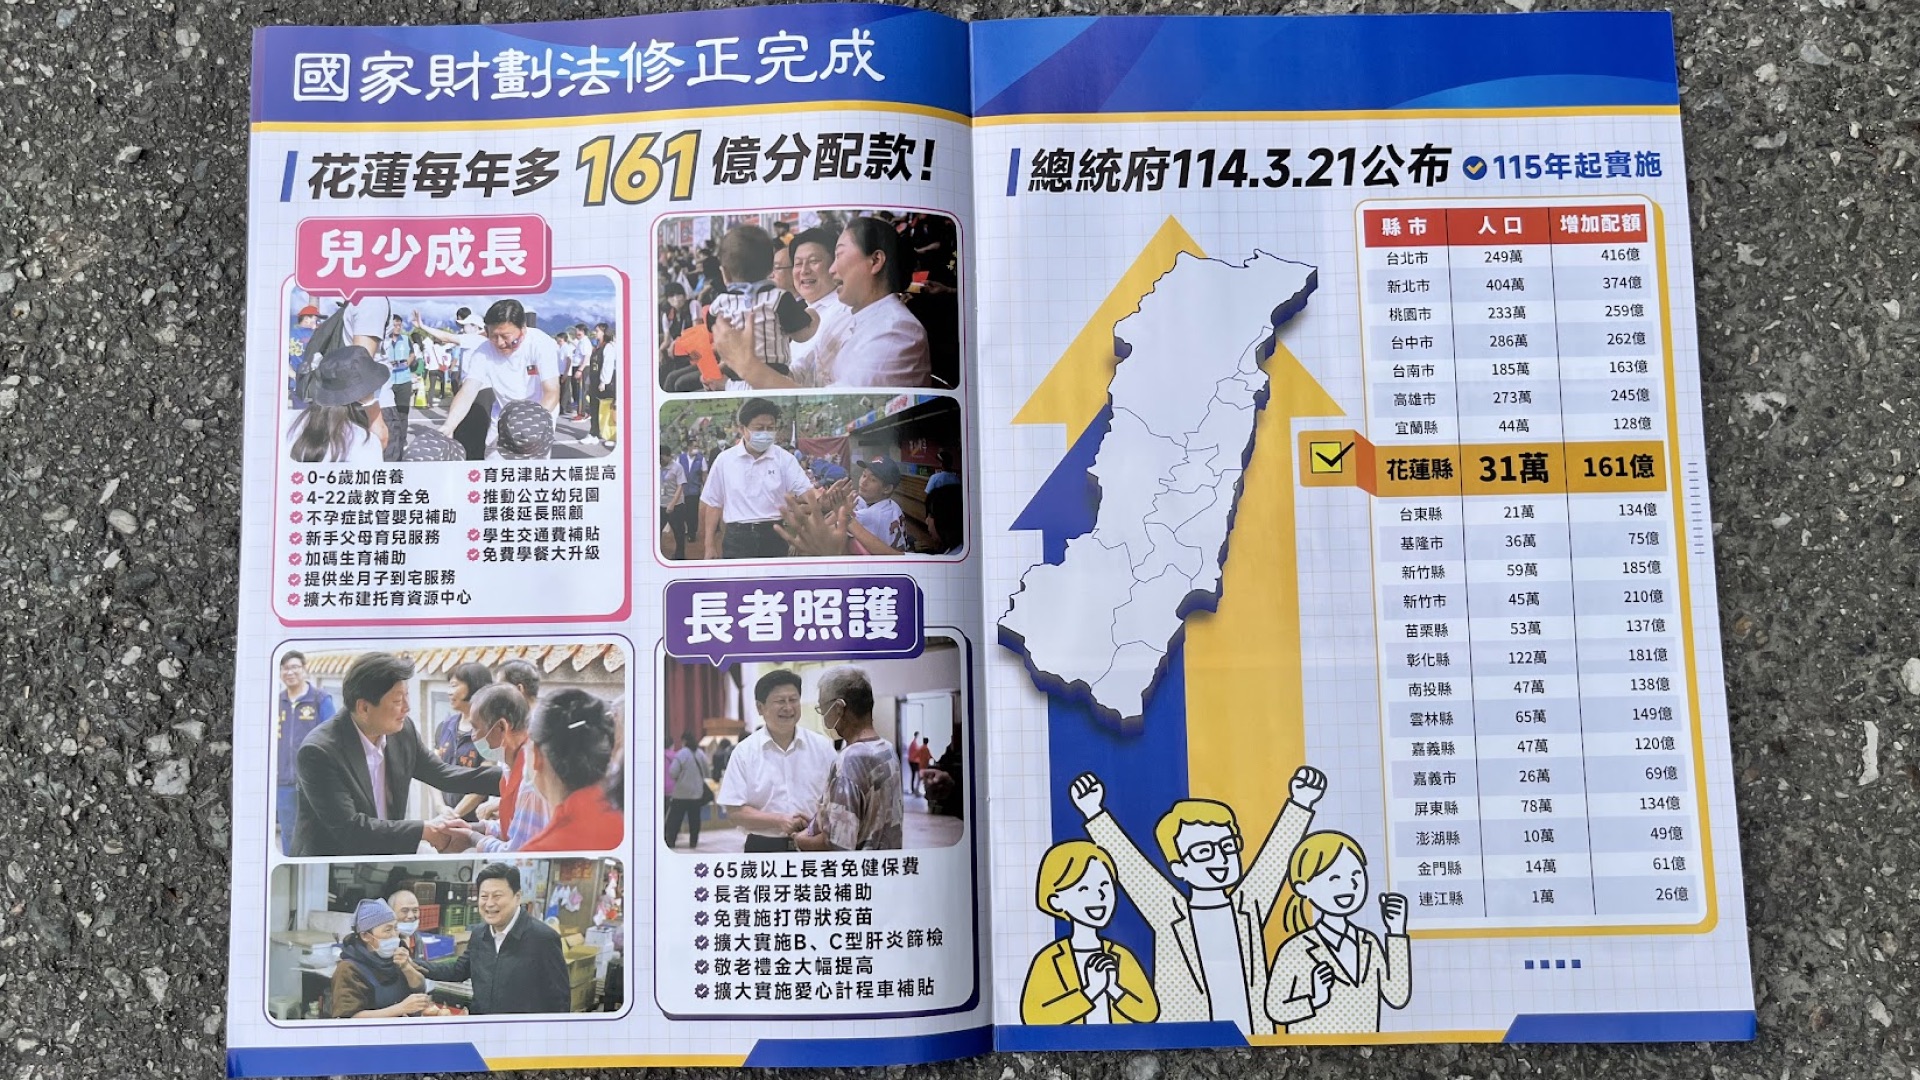 國家財劃法修正完成
花蓮每年多161億分配款!
兒少成長
0-6歲加倍養
4-22歲教育全免
不孕症試管嬰兒補助
新手父母育兒服務
加碼生育補助
提供坐月子到宅服務
擴大布建托育資源中心
育兒津貼大幅提高
推動公立幼兒園
課後延長照顧
學生交通費補貼
免費學餐大升級
長者照護
65歲以上長者免健保費
長者假牙裝設補助
免費施打帶狀疫苗
擴大實施B、C型肝炎篩檢
敬老禮金大幅提高
擴大實施愛心計程車補貼
總統府114.3.21公布 115年起實施
縣市 人口 增加配額
台北市 249萬 416億
新北市 404萬 374億
桃園市 233萬 259億
台中市 286萬 262億
台南市 185萬 163億
高雄市 273萬 245億
宜蘭縣 44萬 128億
花蓮縣 31萬 161億
台東縣 21萬 134億
基隆市 36萬 75億
新竹縣 59萬 185億
新竹市 45萬 210億
苗栗縣 53萬 137億
彰化縣 122萬 181億
南投縣 47萬 138億
雲林縣 65萬 149億
嘉義縣 47萬 120億
嘉義市 26萬 69億
屏東縣 78萬 134億
澎湖縣 10萬 49億
金門縣 14萬 61億
連江縣 1萬 26億